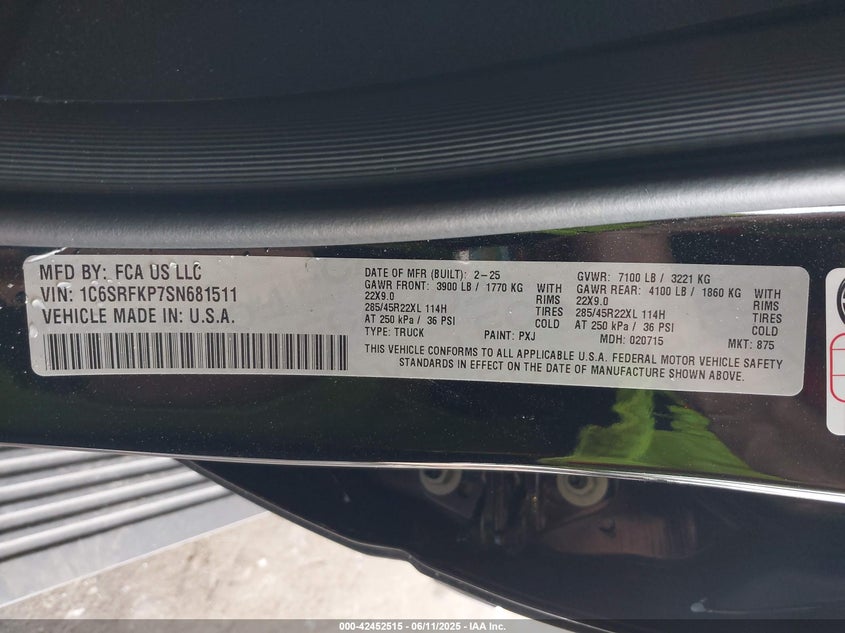 MFD BY: FCA US LLC
VIN: 1C6SRFKP7SN681511
VEHICLE MADE IN: U.S.A.
DATE OF MFR (BUILT): 2-25
GAWR FRONT: 3900 LB / 1770 KG WITH
22X9.0 RIMS
285/45R22XL 114H TIRES
AT 250 kPa / 36 PSI COLD
TYPE: TRUCK PAINT: PXJ
GVWR: 7100 LB / 3221 KG
GAWR REAR: 4100 LB / 1860 KG WITH
22X9.0 RIMS
285/45R22XL 114H TIRES
AT 250 kPa / 36 PSI COLD
MDH: 020715 MKT: 875
THIS VEHICLE CONFORMS TO ALL APPLICABLE U.S.A. FEDERAL MOTOR VEHICLE SAFETY
STANDARDS IN EFFECT ON THE DATE OF MANUFACTURE SHOWN ABOVE.
000-42452515 - 06/11/2025 - IAA Inc.